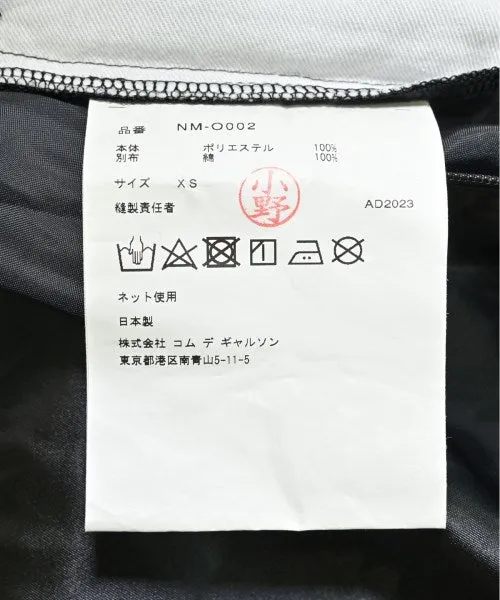 品番 NM-O002
本体 ポリエステル 100%
別布 綿 100%
サイズ XS
小野
縫製責任者 AD2023
ネット使用
日本製
株式会社 コム デ ギャルソン
東京都港区南青山5-11-5